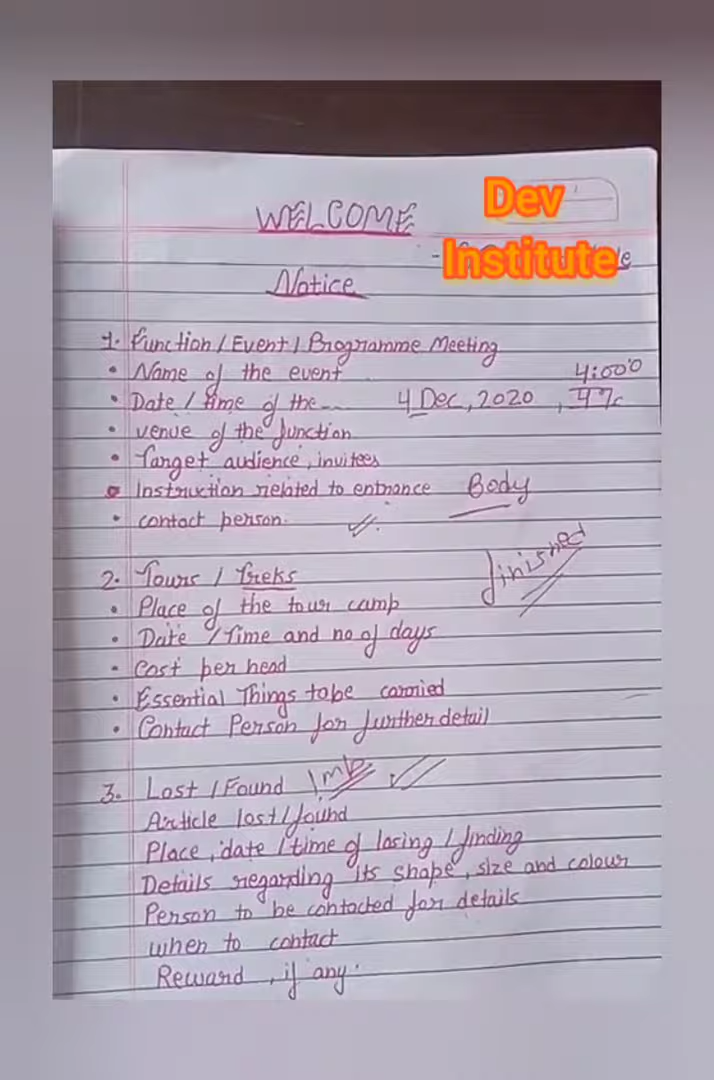 WELCOME
Dev
Institute
Notice
1. Function / Event / Programme Meeting
• Name of the event
4:00
• Date / time of the ... 4 Dec, 2020,
• venue of the function
• Target audience, invitees
• Instruction related to entrance Body
• contact person.
finished
2. Tours / Treks
• Place of the tour camp
• Date / Time and no of days
• Cost per head
• Essential Things to be carried
• Contact Person for further detail
3. Lost / Found Imp
Article lost / found
Place, date / time of losing / finding
Details regarding its shape, size and colour
Person to be contacted for details
when to contact
Reward, if any.